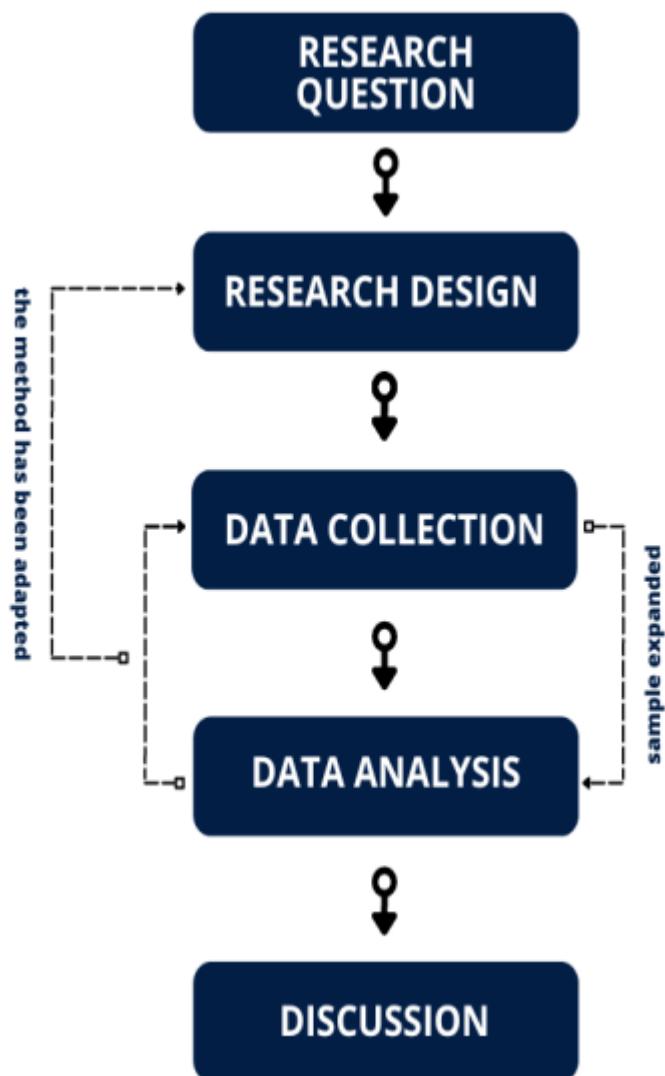 RESEARCH
QUESTION
RESEARCH DESIGN
the method has been adapted
DATA COLLECTION
sample expanded
DATA ANALYSIS
DISCUSSION